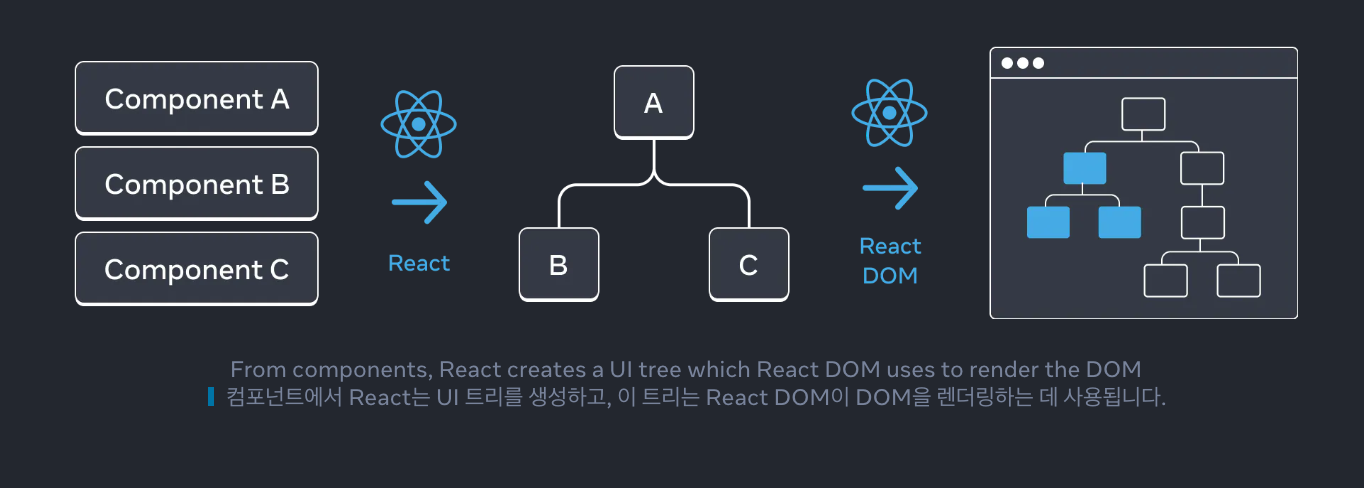 Component A
Component B
Component C
React
A
B
C
React
DOM
From components, React creates a UI tree which React DOM uses to render the DOM
컴포넌트에서 React는 UI 트리를 생성하고, 이 트리는 React DOM이 DOM을 렌더링하는 데 사용됩니다.